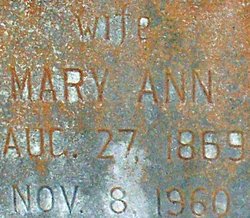 WIFE
MARY ANN
AUG. 27, 1869
NOV. 8 1960